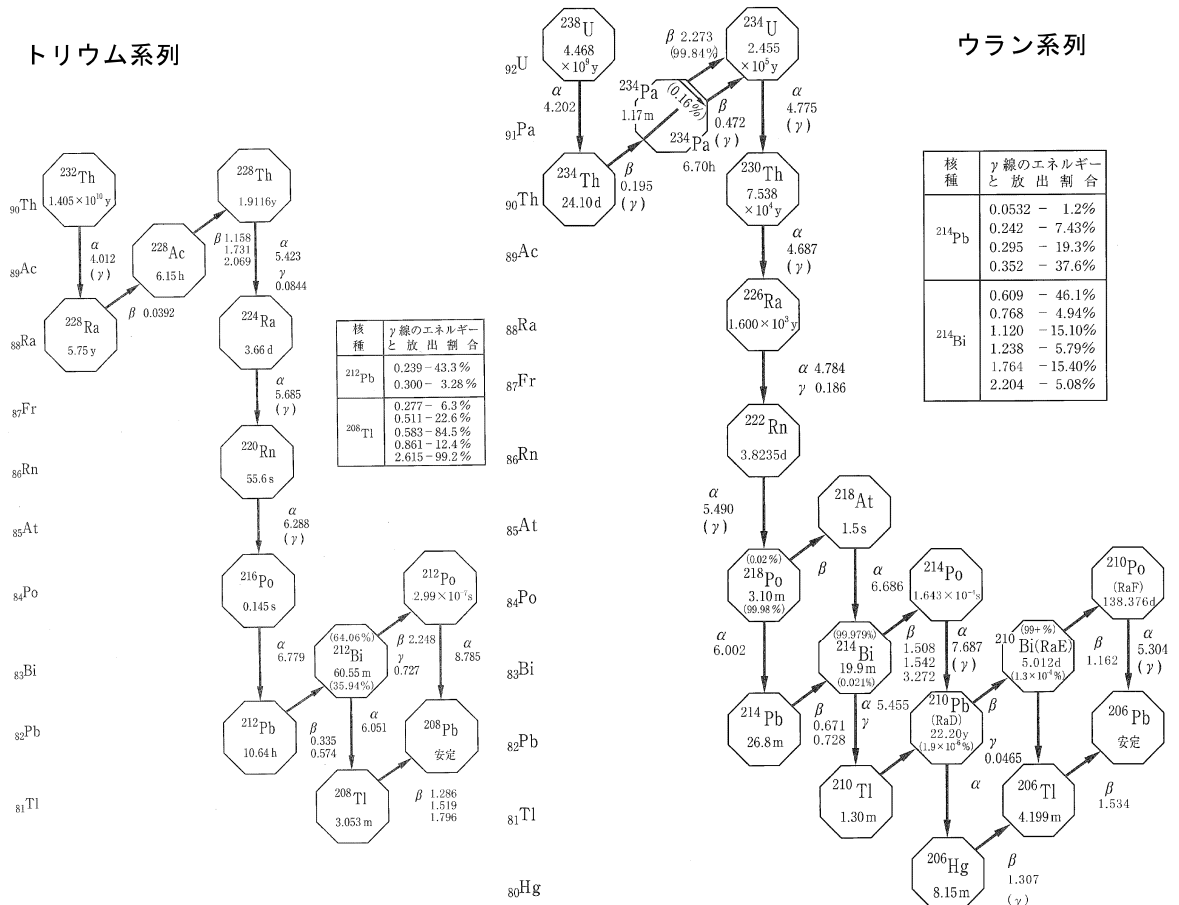 トリウム系列
₉₀Th
₈₉Ac
₈₈Ra
₈₇Fr
₈₆Rn
₈₅At
₈₄Po
₈₃Bi
₈₂Pb
₈₁Tl
²³²Th
1.405×10¹⁰y
α
4.012
(γ)
²²⁸Ra
5.75y
β 0.0392
²²⁸Ac
6.15h
β 1.158
1.731
2.069
²²⁸Th
1.9116y
α
5.423
γ
0.0844
²²⁴Ra
3.66d
α
5.685
(γ)
²²⁰Rn
55.6s
α
6.288
(γ)
²¹⁶Po
0.145s
α
6.779
²¹²Pb
10.64h
β
0.335
0.574
(64.06%)
²¹²Bi
60.55m
(35.94%)
β 2.248
γ
0.727
²¹²Po
2.99×10⁻⁷s
α
8.785
α
6.051
²⁰⁸Tl
3.053m
β 1.286
1.519
1.796
²⁰⁸Pb
安定
核種 γ線のエネルギー
と放出割合
²¹²Pb
0.239−43.3%
0.300− 3.28%
²⁰⁸Tl
0.277− 6.3%
0.511−22.6%
0.583−84.5%
0.861−12.4%
2.615−99.2%
ウラン系列
₉₂U
₉₁Pa
₉₀Th
₈₉Ac
₈₈Ra
₈₇Fr
₈₆Rn
₈₅At
₈₄Po
₈₃Bi
₈₂Pb
₈₁Tl
₈₀Hg
²³⁸U
4.468
×10⁹y
α
4.202
²³⁴Th
24.10d
β
0.195
(γ)
²³⁴Pa
1.17m
(0.16%)
²³⁴Pa
6.70h
β 2.273
(99.84%)
β
0.472
(γ)
²³⁴U
2.455
×10⁵y
α
4.775
(γ)
²³⁰Th
7.538
×10⁴y
α
4.687
(γ)
²²⁶Ra
1.600×10³y
α 4.784
γ 0.186
²²²Rn
3.8235d
α
5.490
(γ)
(0.02%)
²¹⁸Po
3.10m
(99.98%)
β
²¹⁸At
1.5s
α
6.686
α
6.002
²¹⁴Pb
26.8m
β
0.671
0.728
(99.979%)
²¹⁴Bi
19.9m
(0.021%)
β
1.508
1.542
3.272
²¹⁴Po
α
7.687
(γ)
α 5.455
γ
²¹⁰Tl
1.30m
²¹⁰Pb
(RaD)
22.20y
(1.9×10⁻⁶%)
β
γ
0.0465
α
²⁰⁶Hg
8.15m
β
1.307
(γ)
(99+%)
²¹⁰Bi(RaE)
5.012d
β
1.162
²¹⁰Po
(RaF)
138.376d
α
5.304
(γ)
²⁰⁶Tl
4.199m
β
1.534
²⁰⁶Pb
安定
核種 γ線のエネルギー
と放出割合
²¹⁴Pb
0.0532 − 1.2%
0.242 − 7.43%
0.295 − 19.3%
0.352 − 37.6%
²¹⁴Bi
0.609 − 46.1%
0.768 − 4.94%
1.120 −15.10%
1.238 − 5.79%
1.764 −15.40%
2.204 − 5.08%